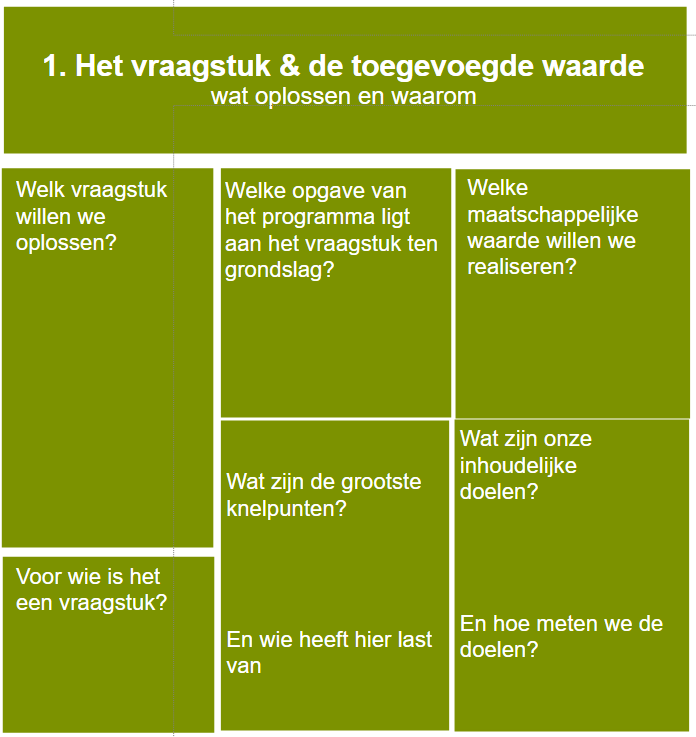 1. Het vraagstuk & de toegevoegde waarde
wat oplossen en waarom
Welk vraagstuk
willen we
oplossen?
Voor wie is het
een vraagstuk?
Welke opgave van
het programma ligt
aan het vraagstuk ten
grondslag?
Wat zijn de grootste
knelpunten?
En wie heeft hier last
van
Welke
maatschappelijke
waarde willen we
realiseren?
Wat zijn onze
inhoudelijke
doelen?
En hoe meten we de
doelen?